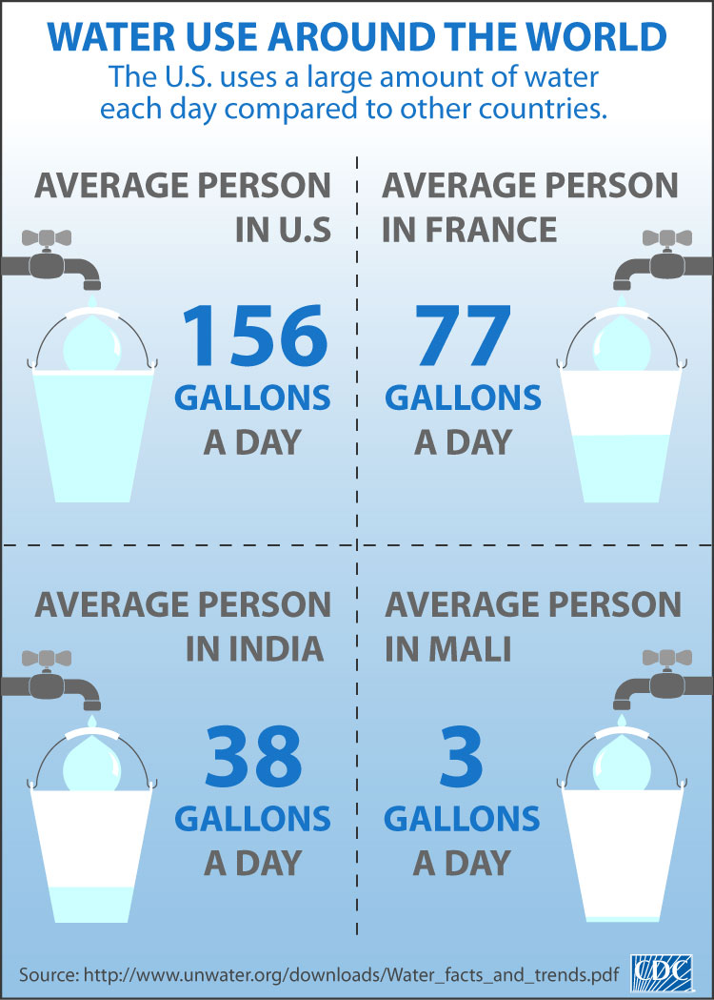 WATER USE AROUND THE WORLD
The U.S. uses a large amount of water
each day compared to other countries.
AVERAGE PERSON
IN U.S
156
GALLONS
A DAY
AVERAGE PERSON
IN FRANCE
77
GALLONS
A DAY
AVERAGE PERSON
IN INDIA
38
GALLONS
A DAY
AVERAGE PERSON
IN MALI
3
GALLONS
A DAY
Source: http://www.unwater.org/downloads/Water_facts_and_trends.pdf
CDC